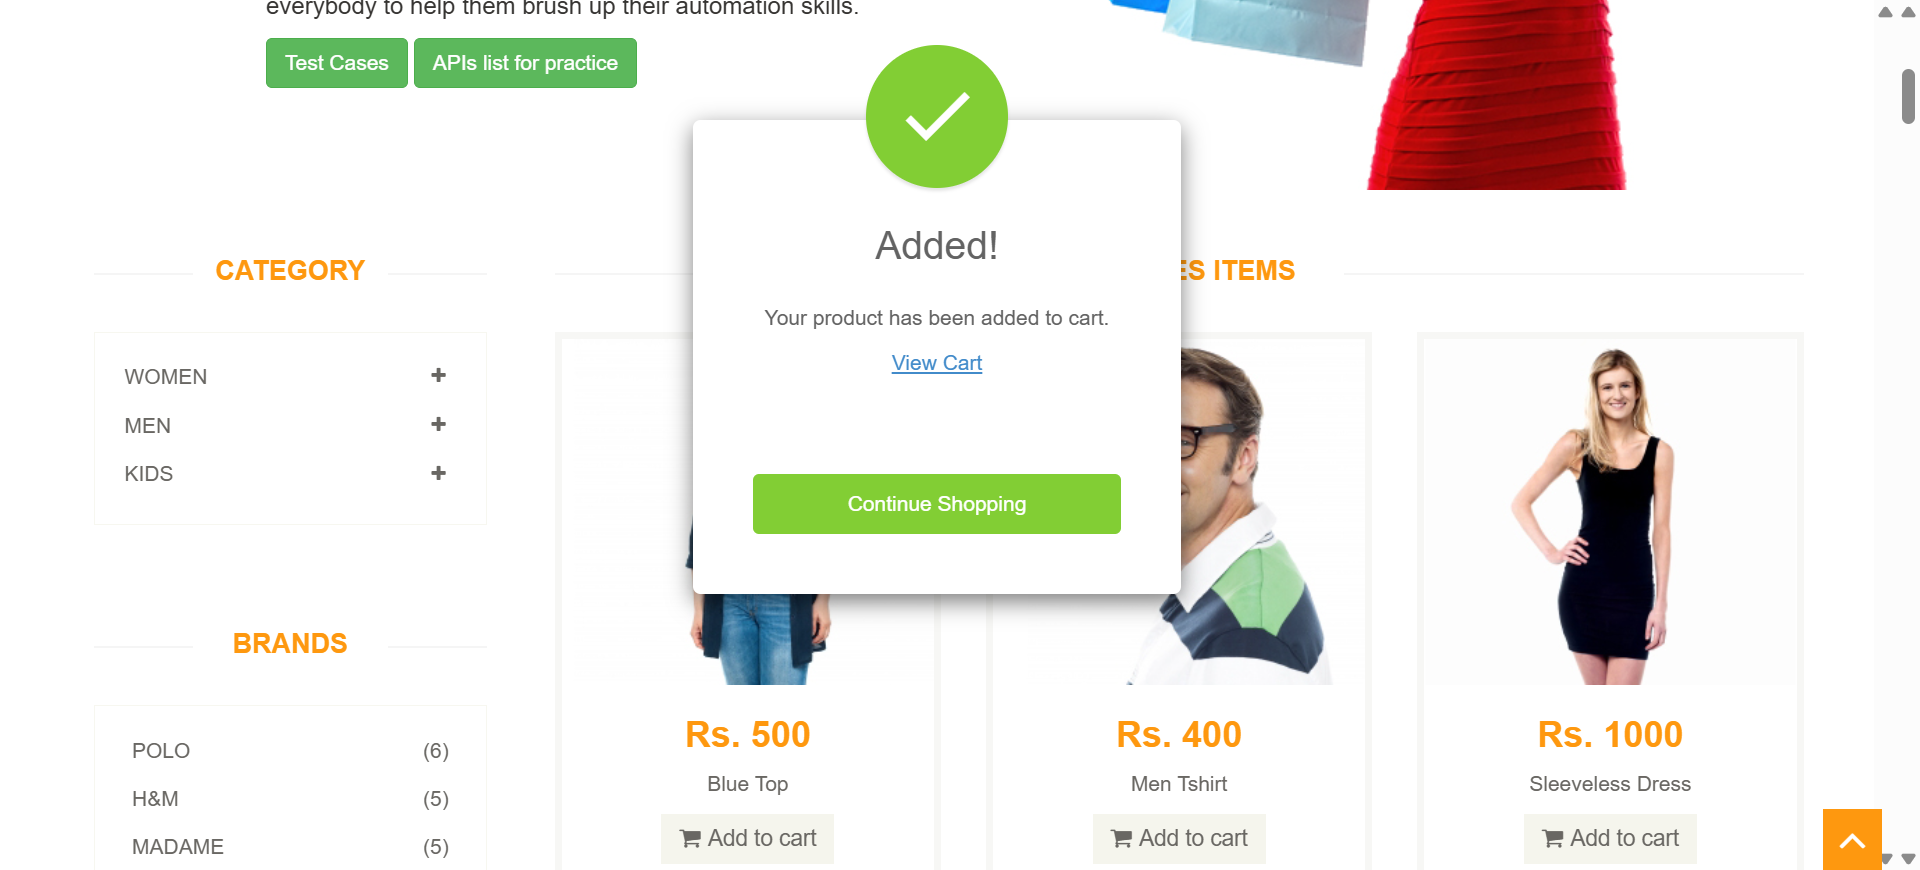 everybody to help them brush up their automation skills.
Test Cases
APIs list for practice
Added!
Your product has been added to cart.
View Cart
Continue Shopping
CATEGORY
WOMEN
MEN
KIDS
BRANDS
POLO (6)
H&M (5)
MADAME (5)
ITEMS
Rs. 500
Blue Top
Add to cart
Rs. 400
Men Tshirt
Add to cart
Rs. 1000
Sleeveless Dress
Add to cart